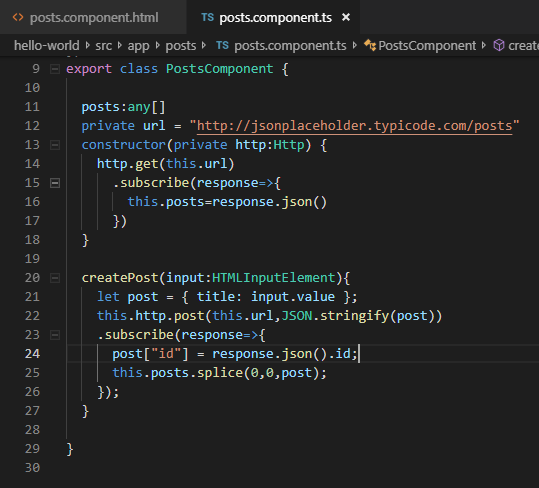 posts.component.html TS posts.component.ts ×
hello-world > src > app > posts > TS posts.component.ts > PostsComponent > create
9 export class PostsComponent {
10
11 posts:any[]
12 private url = "http://jsonplaceholder.typicode.com/posts"
13 constructor(private http:Http) {
14 http.get(this.url)
15 .subscribe(response=>{
16 this.posts=response.json()
17 })
18 }
19
20 createPost(input:HTMLInputElement){
21 let post = { title: input.value };
22 this.http.post(this.url,JSON.stringify(post))
23 .subscribe(response=>{
24 post["id"] = response.json().id;
25 this.posts.splice(0,0,post);
26 });
27 }
28
29 }
30